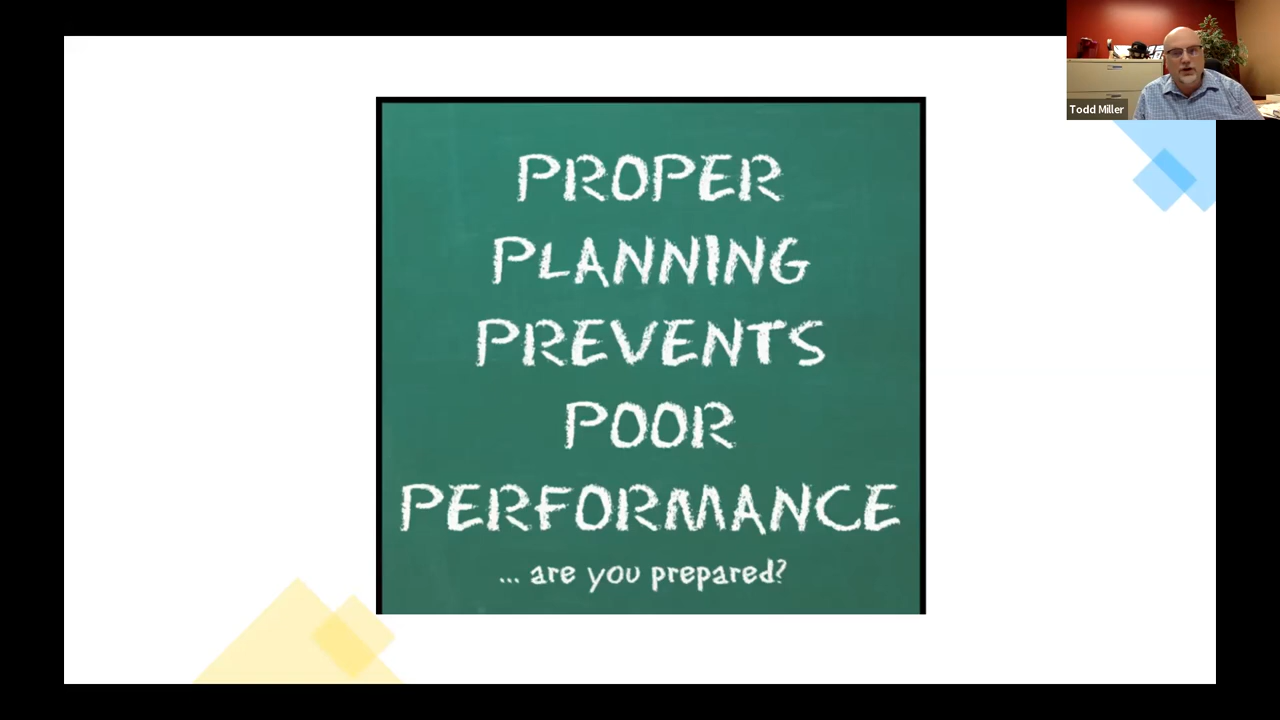 PROPER
PLANNING
PREVENTS
POOR
PERFORMANCE
... are you prepared?
Todd Miller